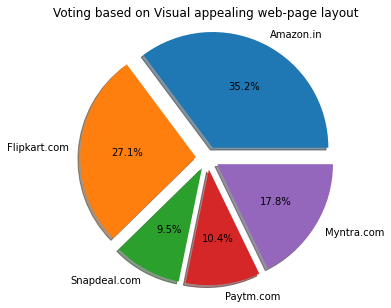 Voting based on Visual appealing web-page layout
Amazon.in
35.2%
Flipkart.com
27.1%
Snapdeal.com
9.5%
Paytm.com
10.4%
Myntra.com
17.8%